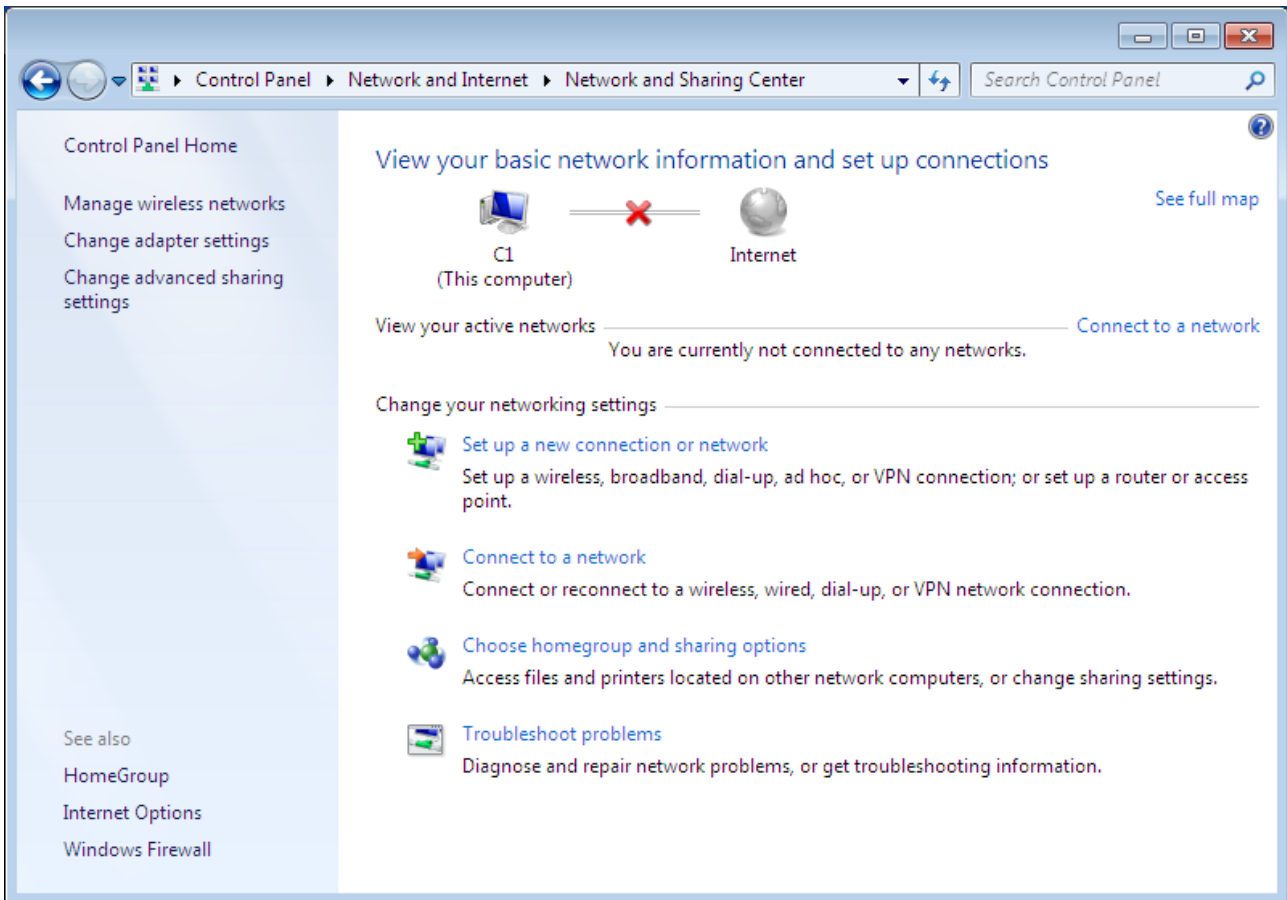 Control Panel Network and Internet Network and Sharing Center Search Control Panel
Control Panel Home
Manage wireless networks
Change adapter settings
Change advanced sharing
settings
See also
HomeGroup
Internet Options
Windows Firewall
View your basic network information and set up connections
See full map
C1
(This computer)
Internet
View your active networks Connect to a network
You are currently not connected to any networks.
Change your networking settings
Set up a new connection or network
Set up a wireless, broadband, dial-up, ad hoc, or VPN connection; or set up a router or access
point.
Connect to a network
Connect or reconnect to a wireless, wired, dial-up, or VPN network connection.
Choose homegroup and sharing options
Access files and printers located on other network computers, or change sharing settings.
Troubleshoot problems
Diagnose and repair network problems, or get troubleshooting information.